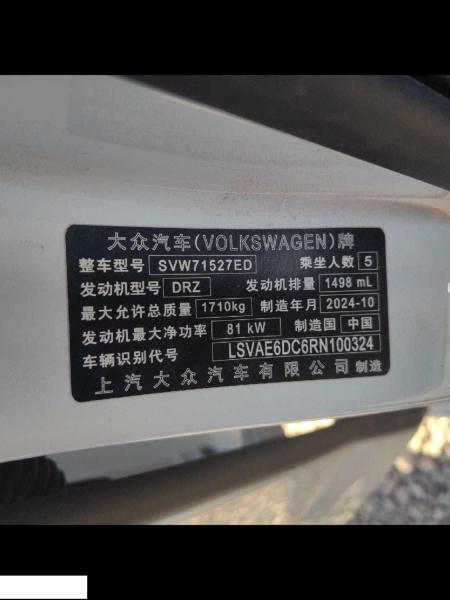 大众汽车(VOLKSWAGEN)牌
整车型号 SVW71527ED 乘坐人数 5
发动机型号 DRZ 发动机排量 1498 mL
最大允许总质量 1710kg 制造年月 2024-10
发动机最大净功率 81 kW 制造国 中国
车辆识别代号 LSVAE6DC6RN100324
上汽大众汽车有限公司 制造